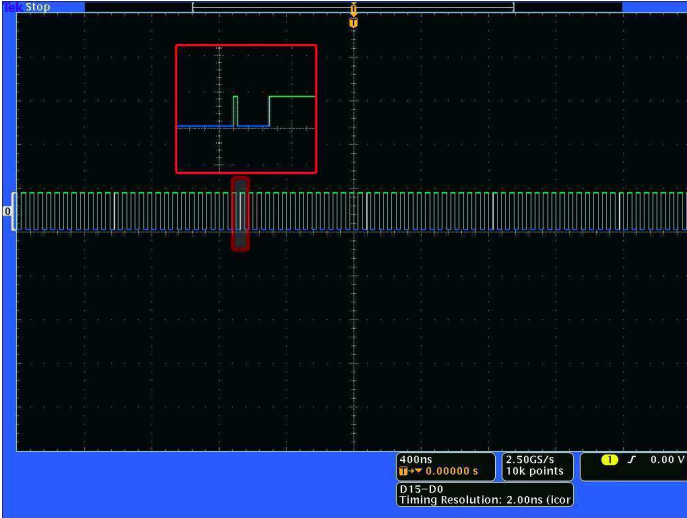 Tek Stop
T
0
400ns
T→▼ 0.00000 s
2.50GS/s
10k points
1 0.00 V
D15-D0
Timing Resolution: 2.00ns (icor